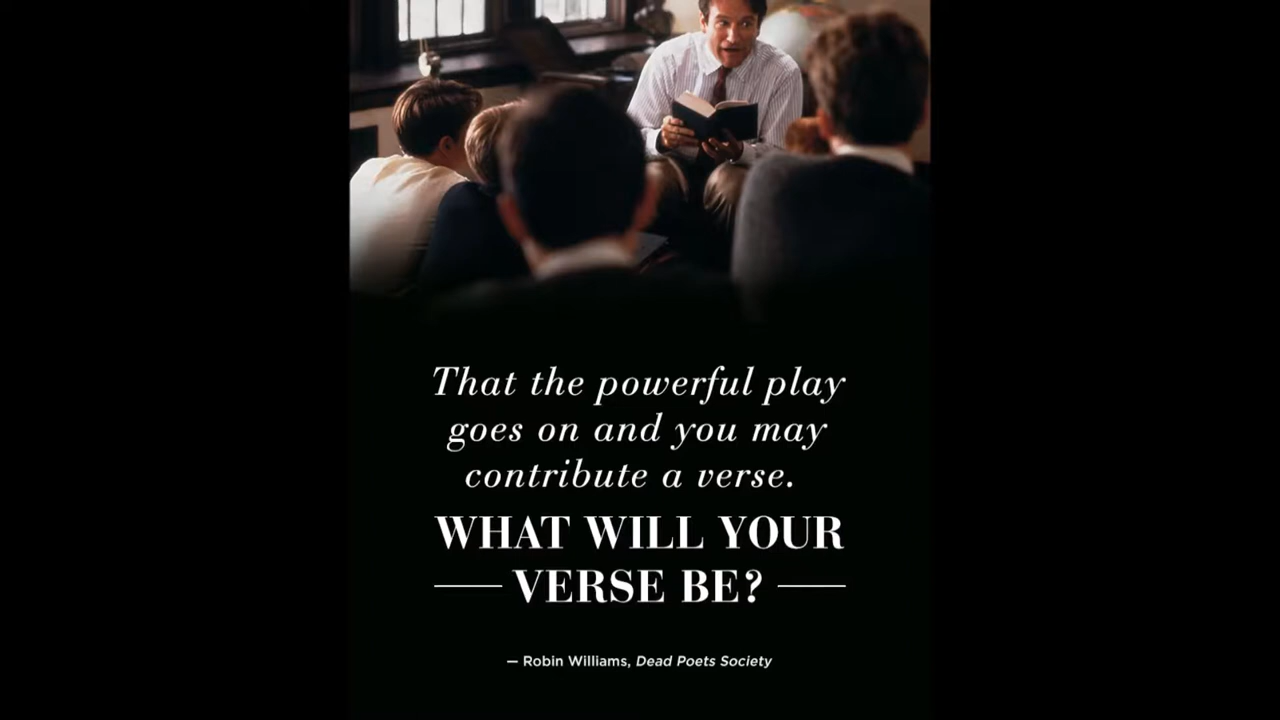 That the powerful play
goes on and you may
contribute a verse.
WHAT WILL YOUR
VERSE BE?
— Robin Williams, Dead Poets Society